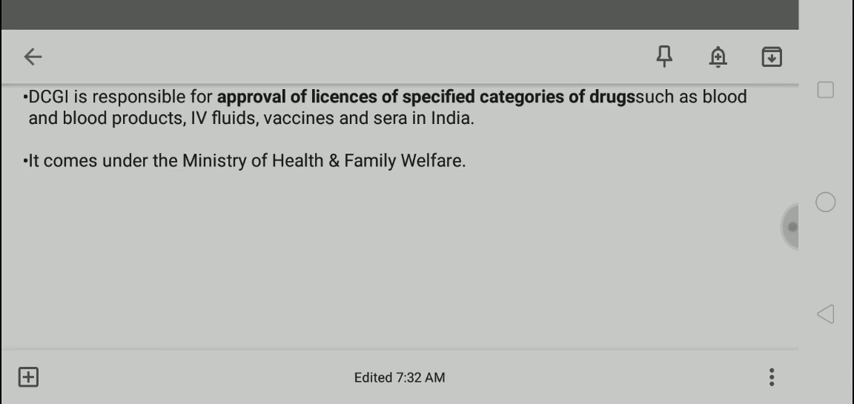 •DCGI is responsible for approval of licences of specified categories of drugssuch as blood
and blood products, IV fluids, vaccines and sera in India.
•It comes under the Ministry of Health & Family Welfare.
Edited 7:32 AM